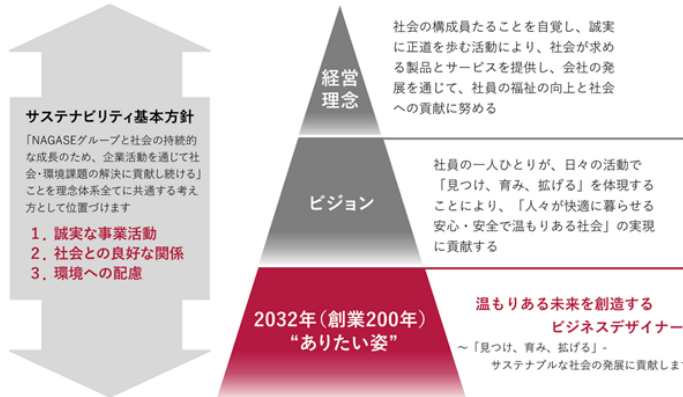 サステナビリティ基本方針
「NAGASEグループと社会の持続的
な成長のため、企業活動を通じて社
会・環境課題の解決に貢献し続ける」
ことを理念体系全てに共通する考え
方として位置づけます
1. 誠実な事業活動
2. 社会との良好な関係
3. 環境への配慮
経営
理念
社会の構成員たることを自覚し、誠実
に正道を歩む活動により、社会が求め
る製品とサービスを提供し、会社の発
展を通じて、社員の福祉の向上と社会
への貢献に努める
ビジョン
社員の一人ひとりが、日々の活動で
「見つけ、育み、拡げる」を体現する
ことにより、「人々が快適に暮らせる
安心・安全で温もりある社会」の実現
に貢献する
2032年（創業200年）
“ありたい姿”
温もりある未来を創造する
ビジネスデザイナー
～「見つけ、育み、拡げる」-
サステナブルな社会の発展に貢献しま